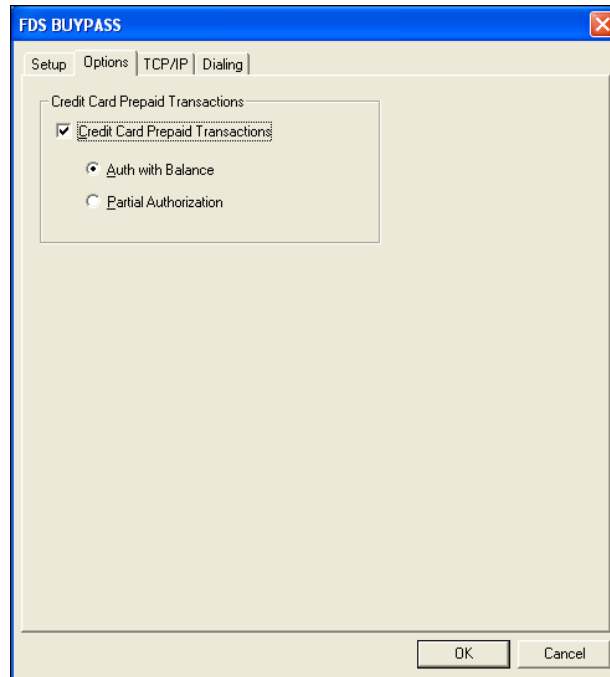 FDS BUYPASS
Setup Options TCP/IP Dialing
Credit Card Prepaid Transactions
Credit Card Prepaid Transactions
Auth with Balance
Partial Authorization
OK Cancel